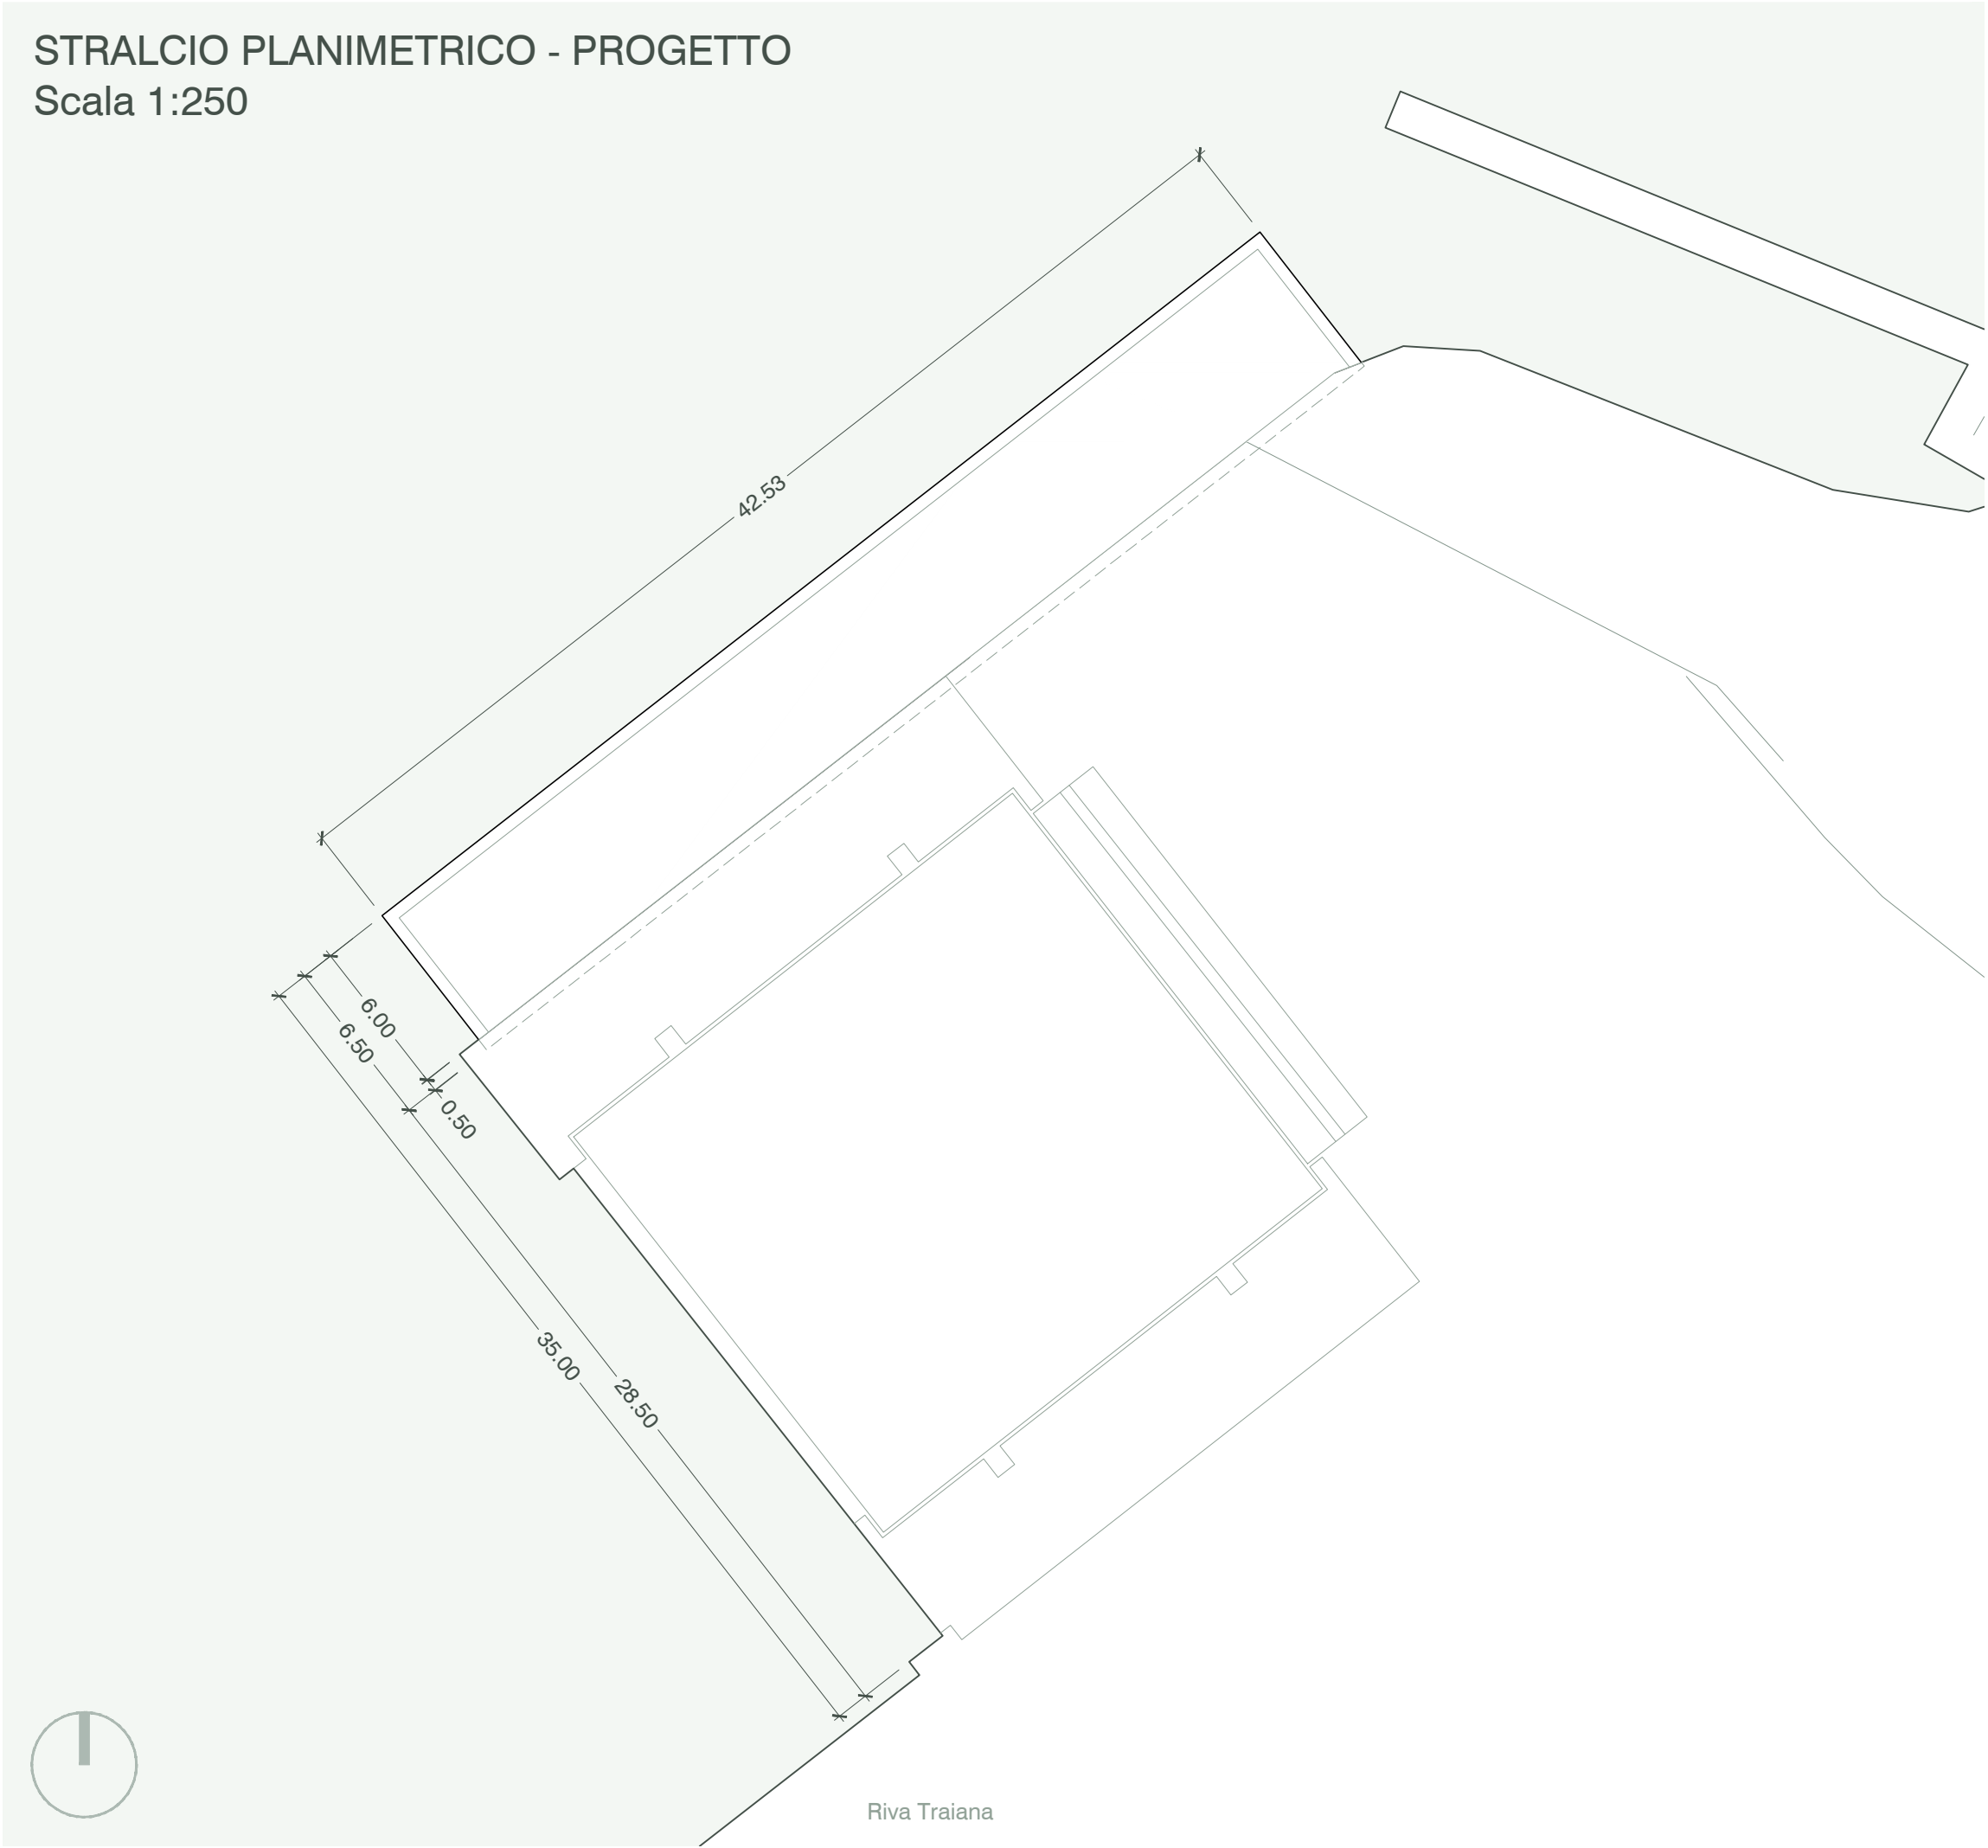 STRALCIO PLANIMETRICO - PROGETTO
Scala 1:250
42.53
6.00
6.50
0.50
35.00
28.50
Riva Traiana